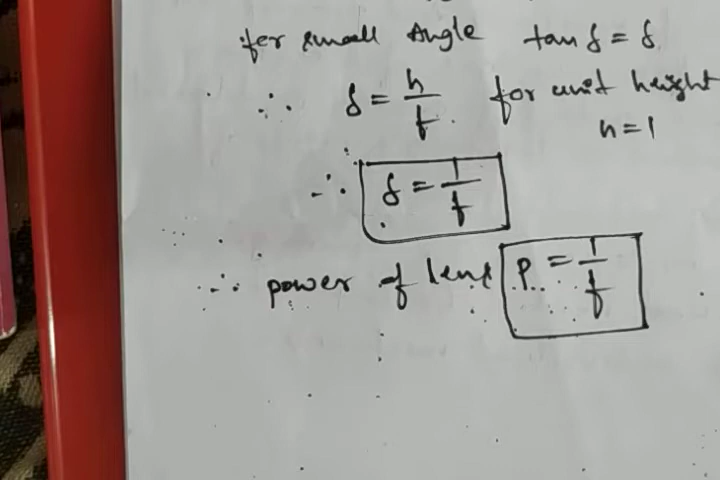 for small Angle tan δ = δ
∴ δ = h/f. for unit height
h = 1
∴ δ = 1/f
∴ power of lens P = 1/f